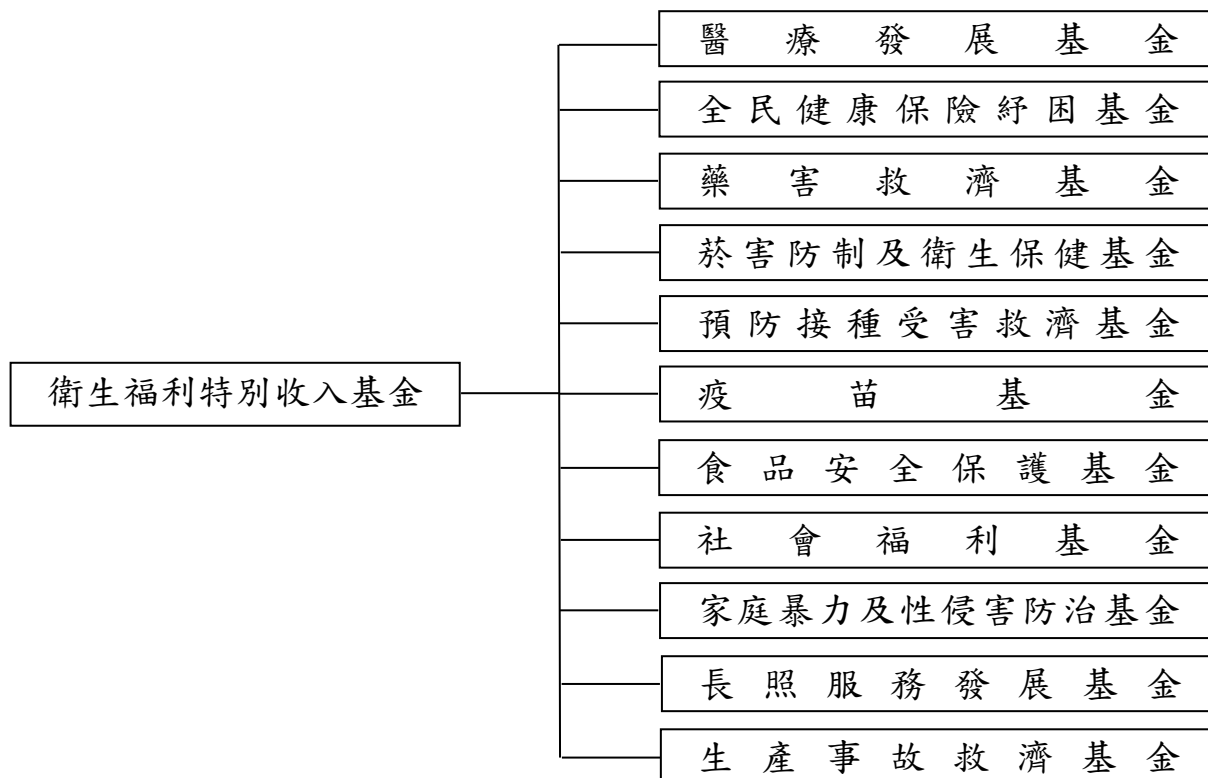 醫療發展基金
全民健康保險紓困基金
藥害救濟基金
菸害防制及衛生保健基金
預防接種受害救濟基金
衛生福利特別收入基金
疫苗基金
食品安全保護基金
社會福利基金
家庭暴力及性侵害防治基金
長照服務發展基金
生產事故救濟基金